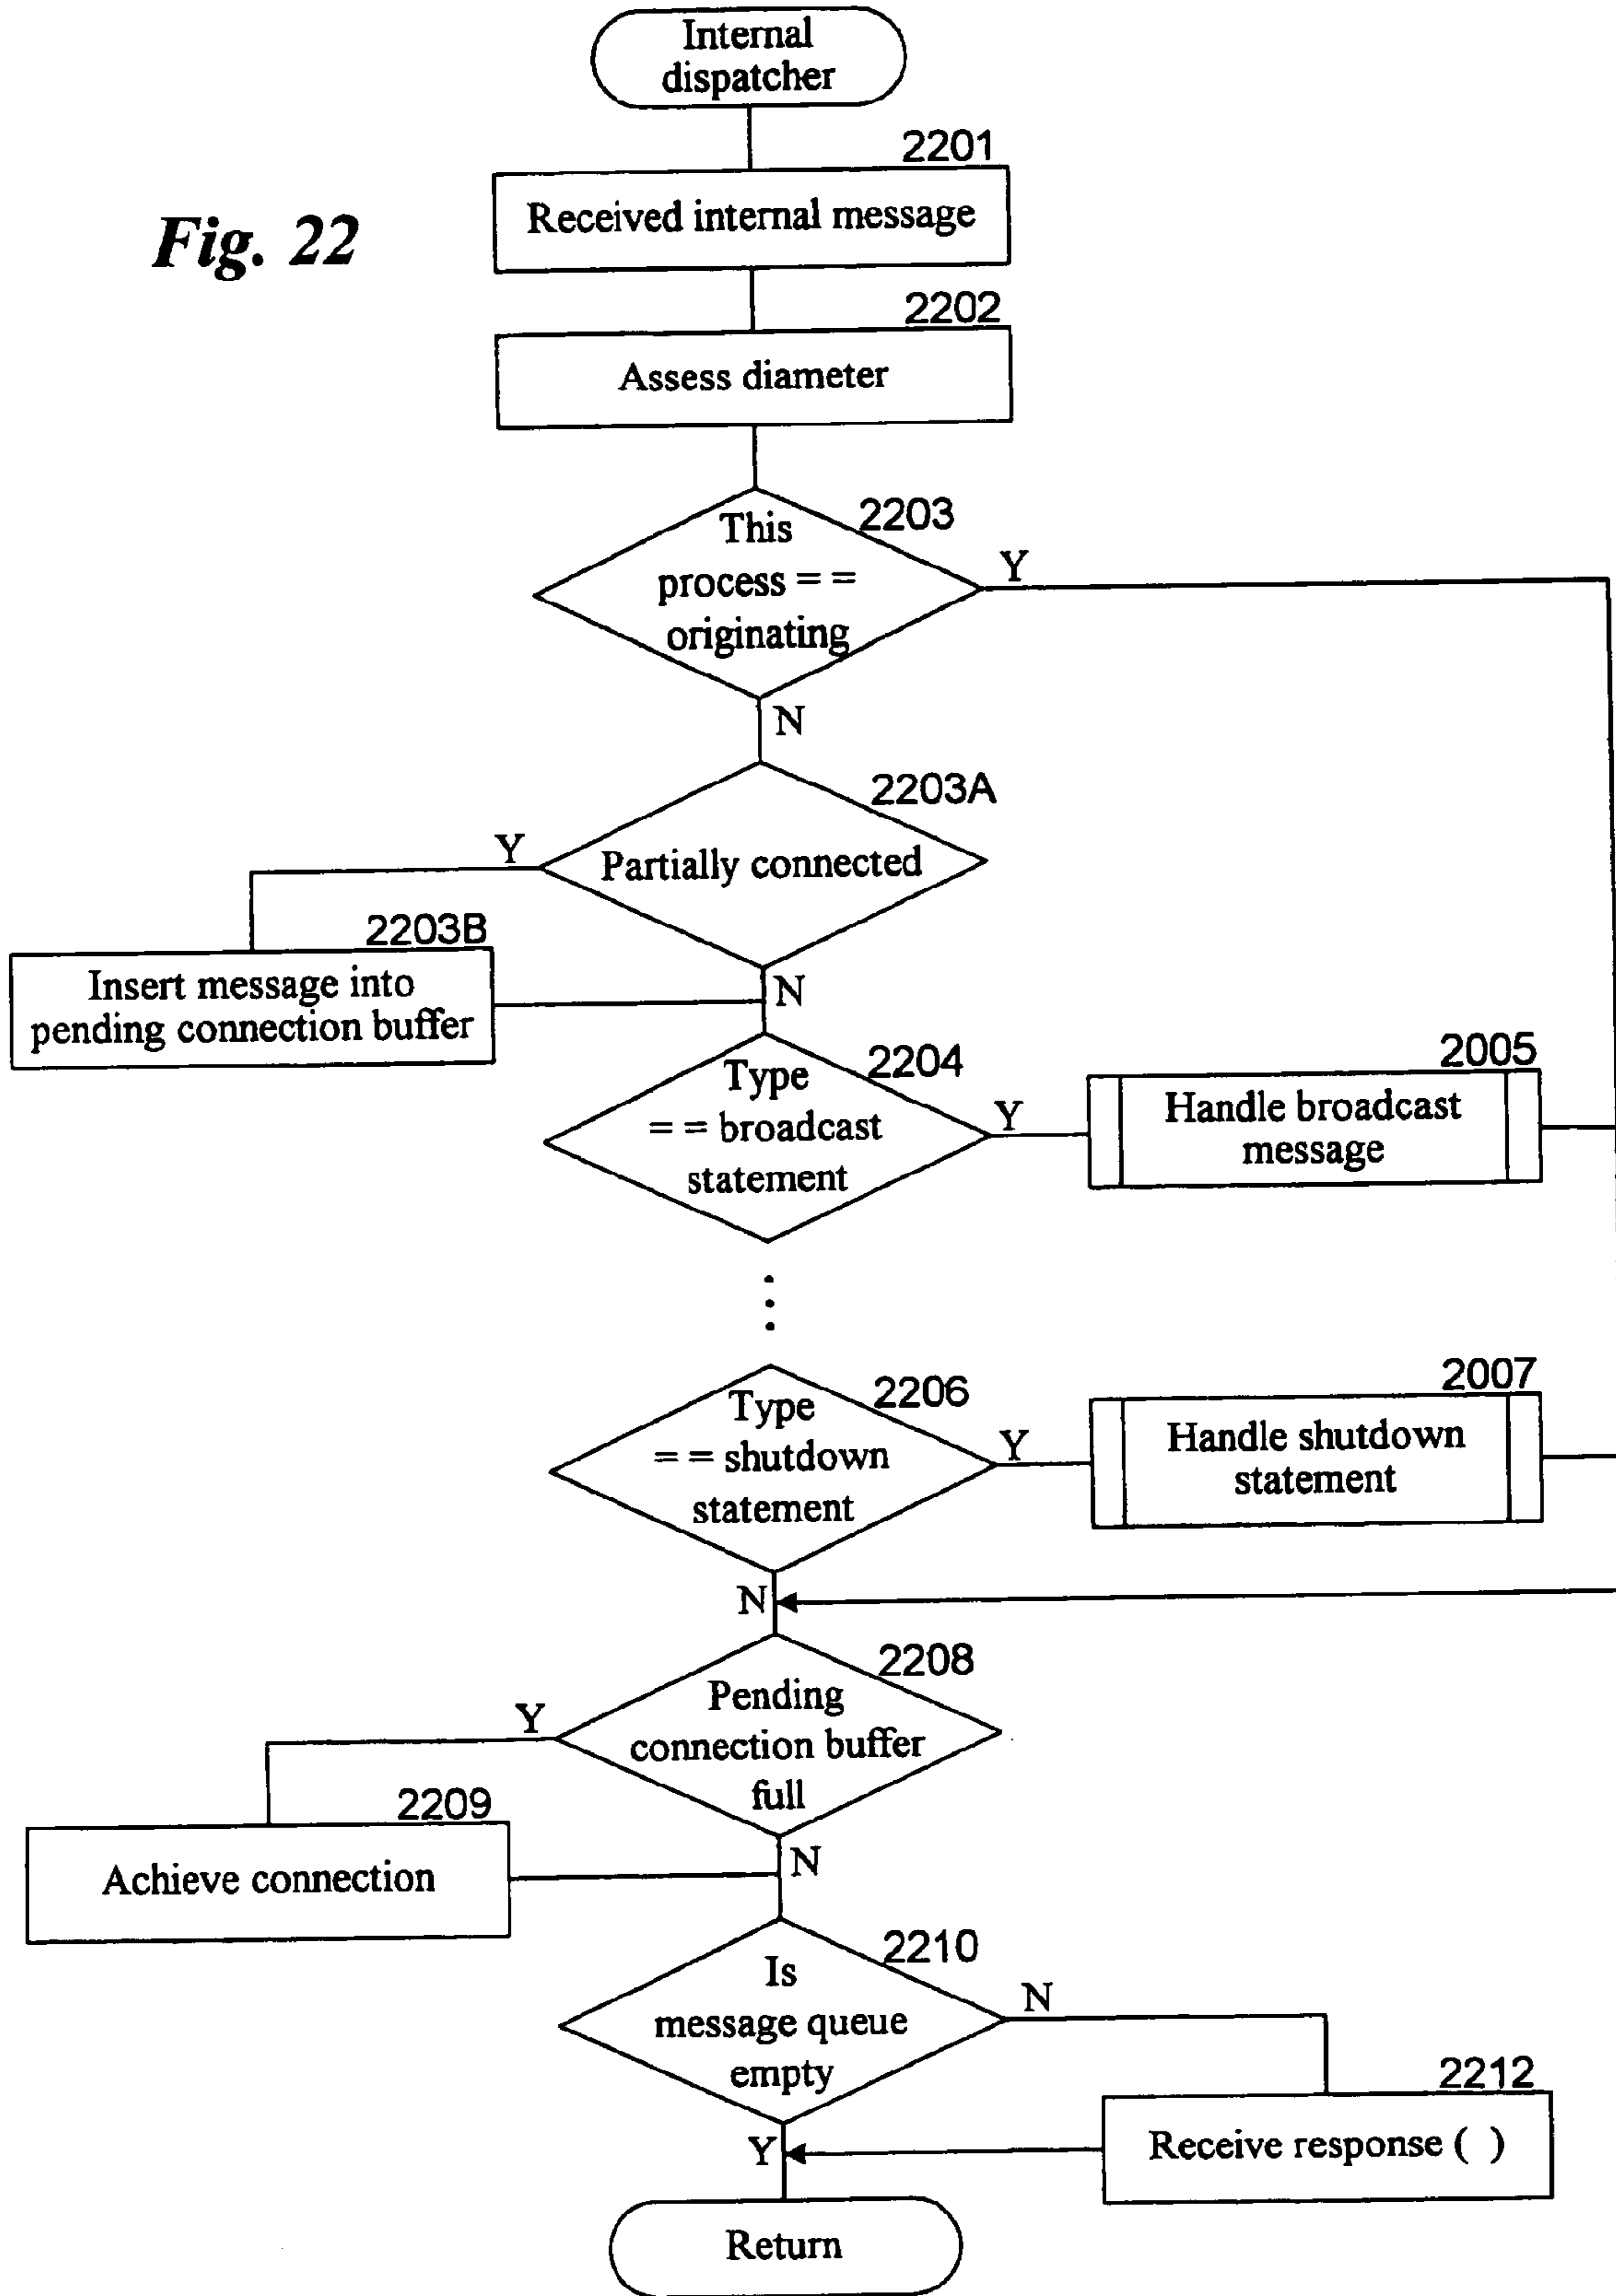 Internal
dispatcher
2201
Received internal message
Fig. 22
2202
Assess diameter
2203
This
process = =
originating
Y
N
2203A
Partially connected
Y
2203B
Insert message into
pending connection buffer
N
2204
Type
= = broadcast
statement
Y
2005
Handle broadcast
message
2206
Type
= = shutdown
statement
Y
2007
Handle shutdown
statement
N
2208
Pending
connection buffer
full
Y
2209
Achieve connection
N
2210
Is
message queue
empty
N
2212
Receive response ( )
Y
Return